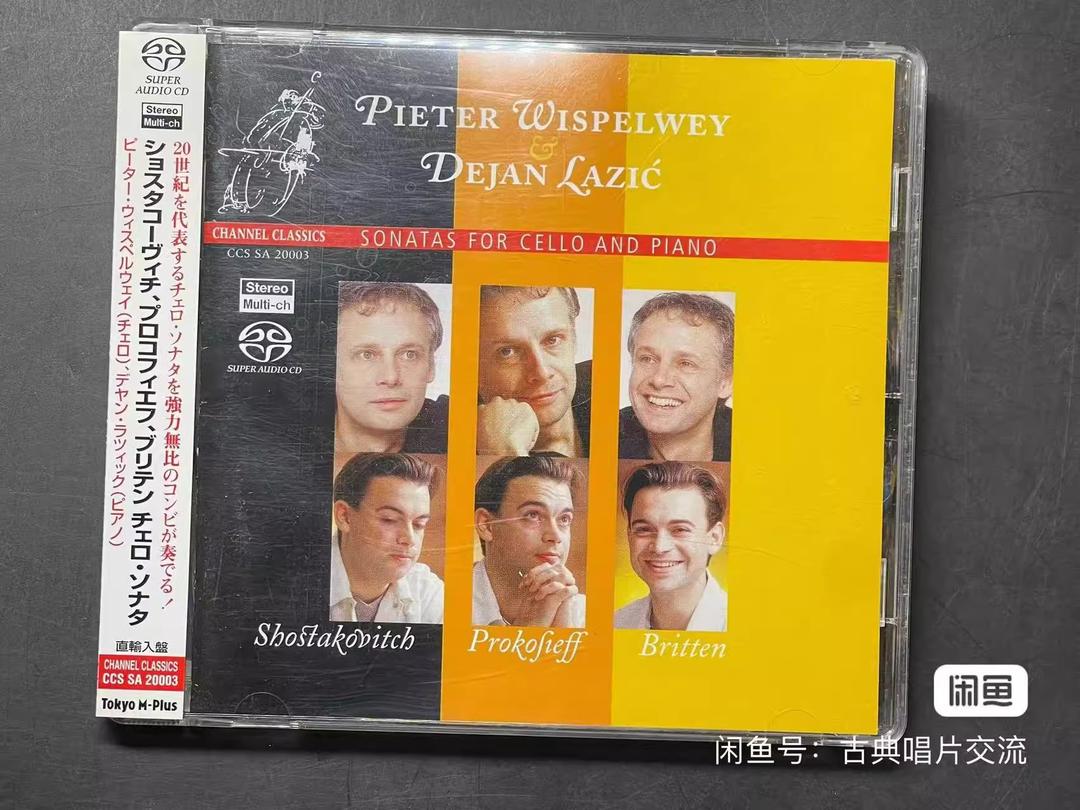 SUPER
AUDIO CD
Stereo
Multi-ch
20世紀を代表するチェロ・ソナタを強力無比のコンビが奏でる！
ショスタコーヴィチ、プロコフィエフ、ブリテン チェロ・ソナタ
ピーター・ウィスペルウェイ（チェロ）、デヤン・ラツィック（ピアノ）
直輸入盤
CHANNEL CLASSICS
CCS SA 20003
Tokyo M-Plus
PIETER WISPELWEY
&
DEJAN LAZIĆ
CHANNEL CLASSICS
SONATAS FOR CELLO AND PIANO
CCS SA 20003
Stereo
Multi-ch
SUPER AUDIO CD
Shostakovitch
Prokofieff
Britten
闲鱼
闲鱼号：古典唱片交流